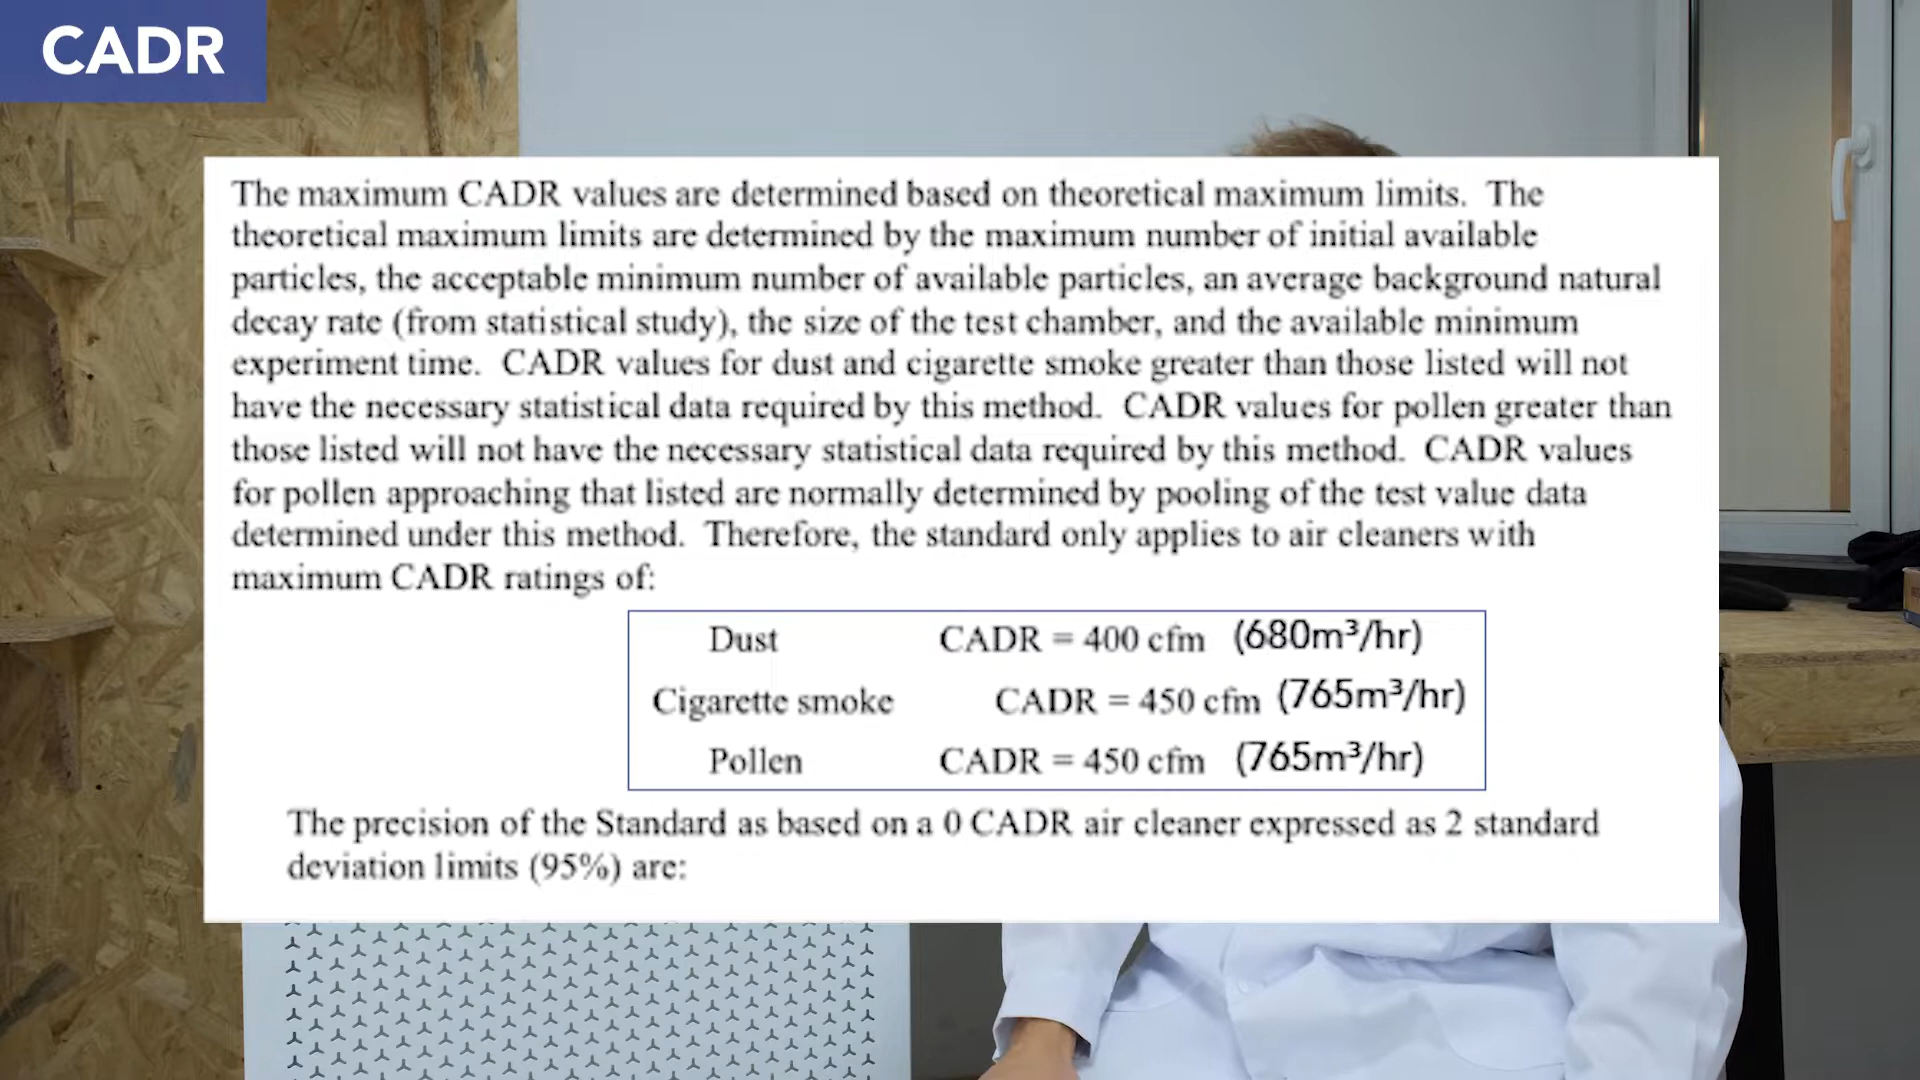 CADR
The maximum CADR values are determined based on theoretical maximum limits. The
theoretical maximum limits are determined by the maximum number of initial available
particles, the acceptable minimum number of available particles, an average background natural
decay rate (from statistical study), the size of the test chamber, and the available minimum
experiment time. CADR values for dust and cigarette smoke greater than those listed will not
have the necessary statistical data required by this method. CADR values for pollen greater than
those listed will not have the necessary statistical data required by this method. CADR values
for pollen approaching that listed are normally determined by pooling of the test value data
determined under this method. Therefore, the standard only applies to air cleaners with
maximum CADR ratings of:
Dust CADR = 400 cfm (680m³/hr)
Cigarette smoke CADR = 450 cfm (765m³/hr)
Pollen CADR = 450 cfm (765m³/hr)
The precision of the Standard as based on a 0 CADR air cleaner expressed as 2 standard
deviation limits (95%) are: